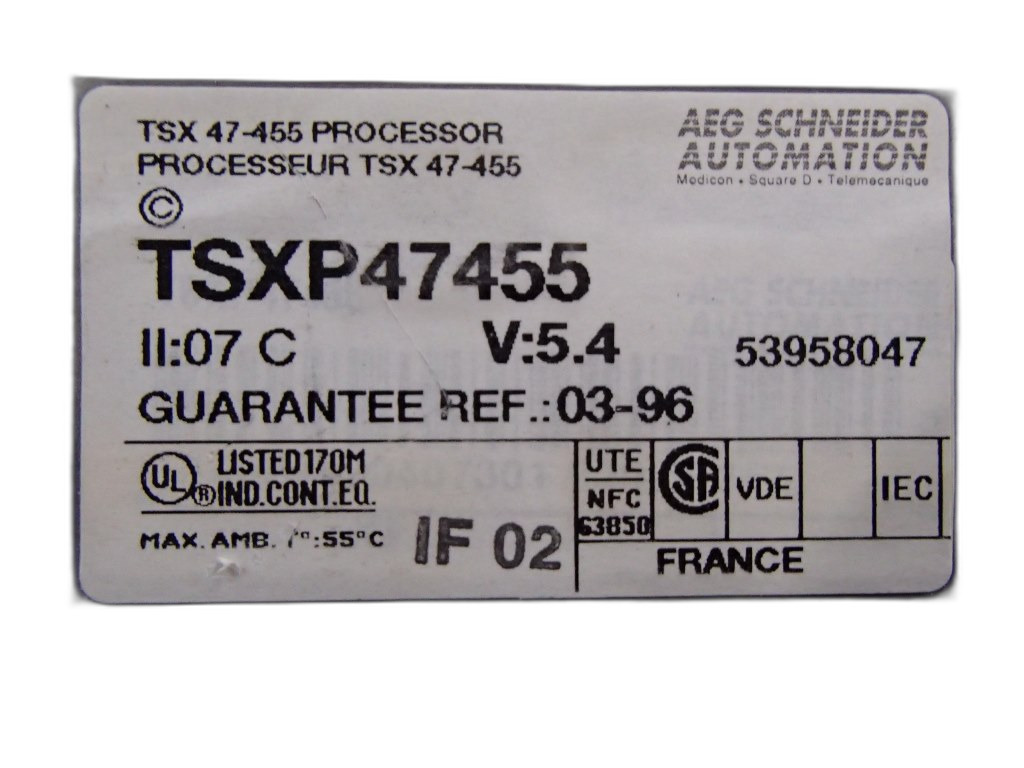 TSX 47-455 PROCESSOR
PROCESSEUR TSX 47-455
AEG SCHNEIDER
AUTOMATION
Modicon • Square D • Telemecanique
©
TSXP47455
II:07 C V:5.4 53958047
GUARANTEE REF.: 03-96
UL ® LISTED 170M
IND.CONT.EQ.
MAX. AMB. T°:55°C
IF 02
UTE
NFC
63850
SA
VDE
IEC
FRANCE